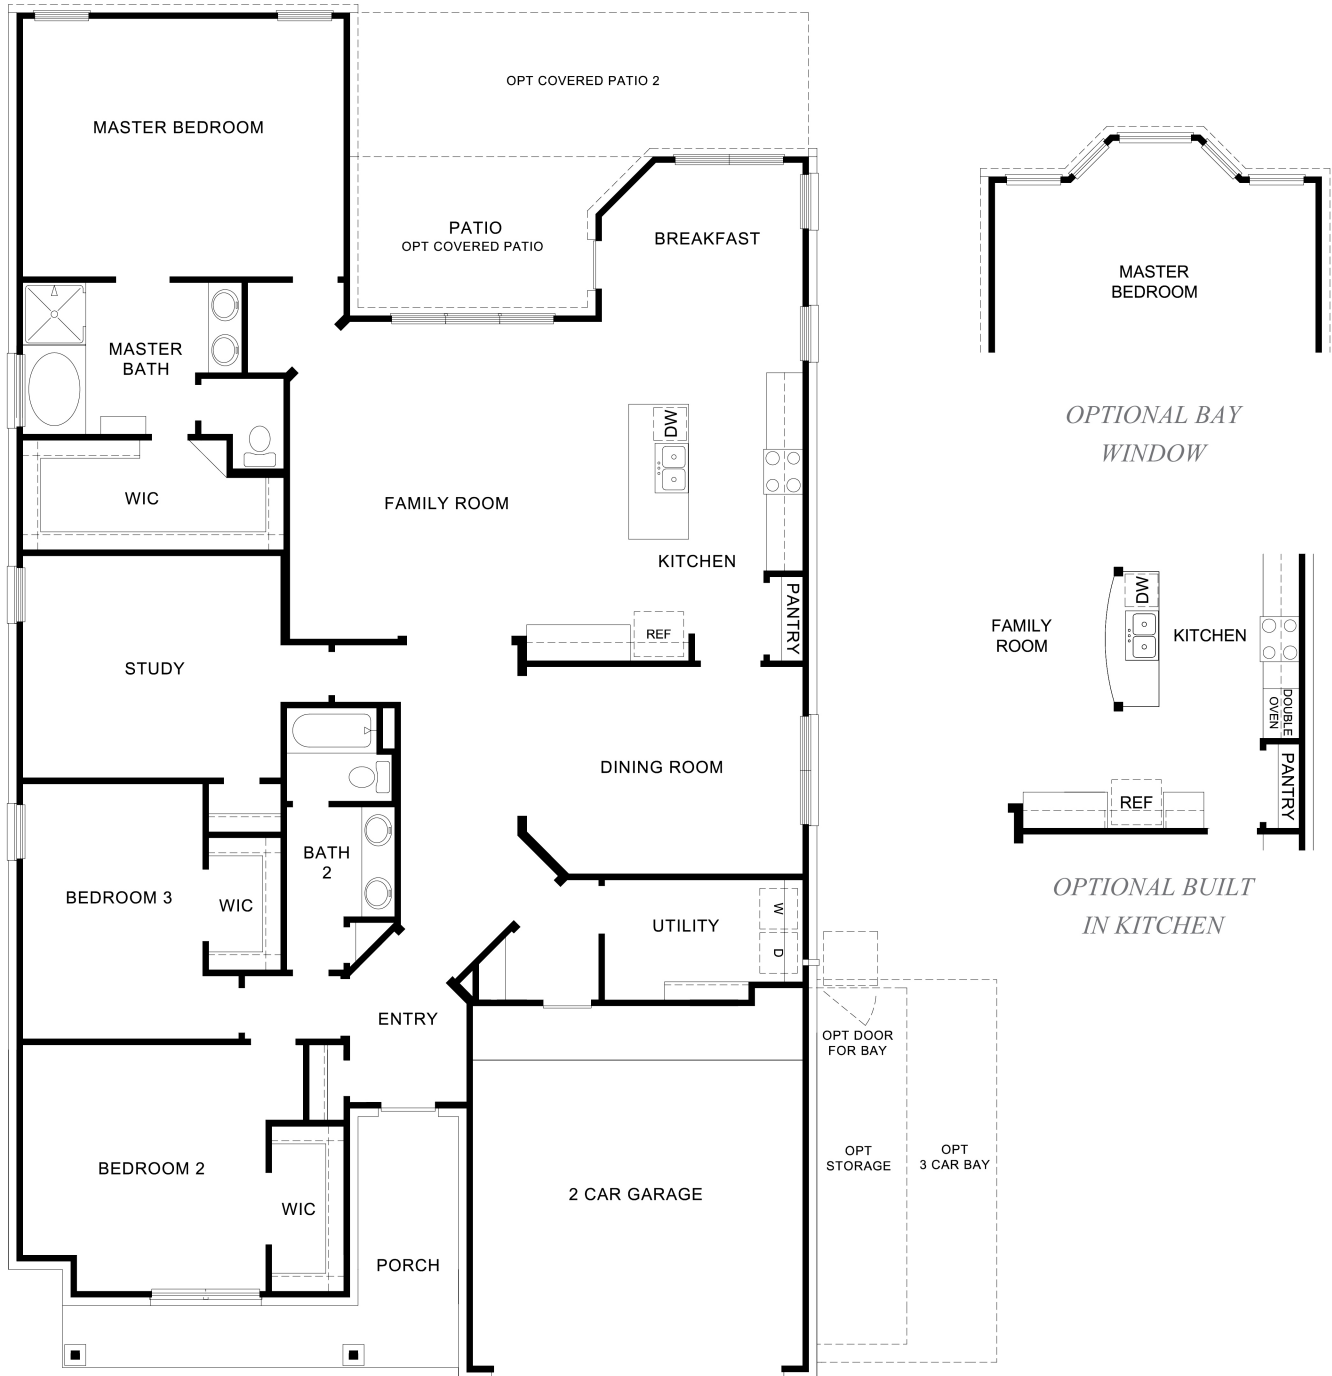 OPT COVERED PATIO 2
MASTER BEDROOM
PATIO
OPT COVERED PATIO
BREAKFAST
MASTER
BATH
DW
WIC
FAMILY ROOM
KITCHEN
PANTRY
REF
STUDY
DINING ROOM
BATH
2
BEDROOM 3
WIC
UTILITY
W
D
ENTRY
OPT DOOR
FOR BAY
BEDROOM 2
WIC
2 CAR GARAGE
OPT
STORAGE
OPT
3 CAR BAY
PORCH
MASTER
BEDROOM
OPTIONAL BAY
WINDOW
DW
FAMILY
ROOM
KITCHEN
DOUBLE
OVEN
PANTRY
REF
OPTIONAL BUILT
IN KITCHEN